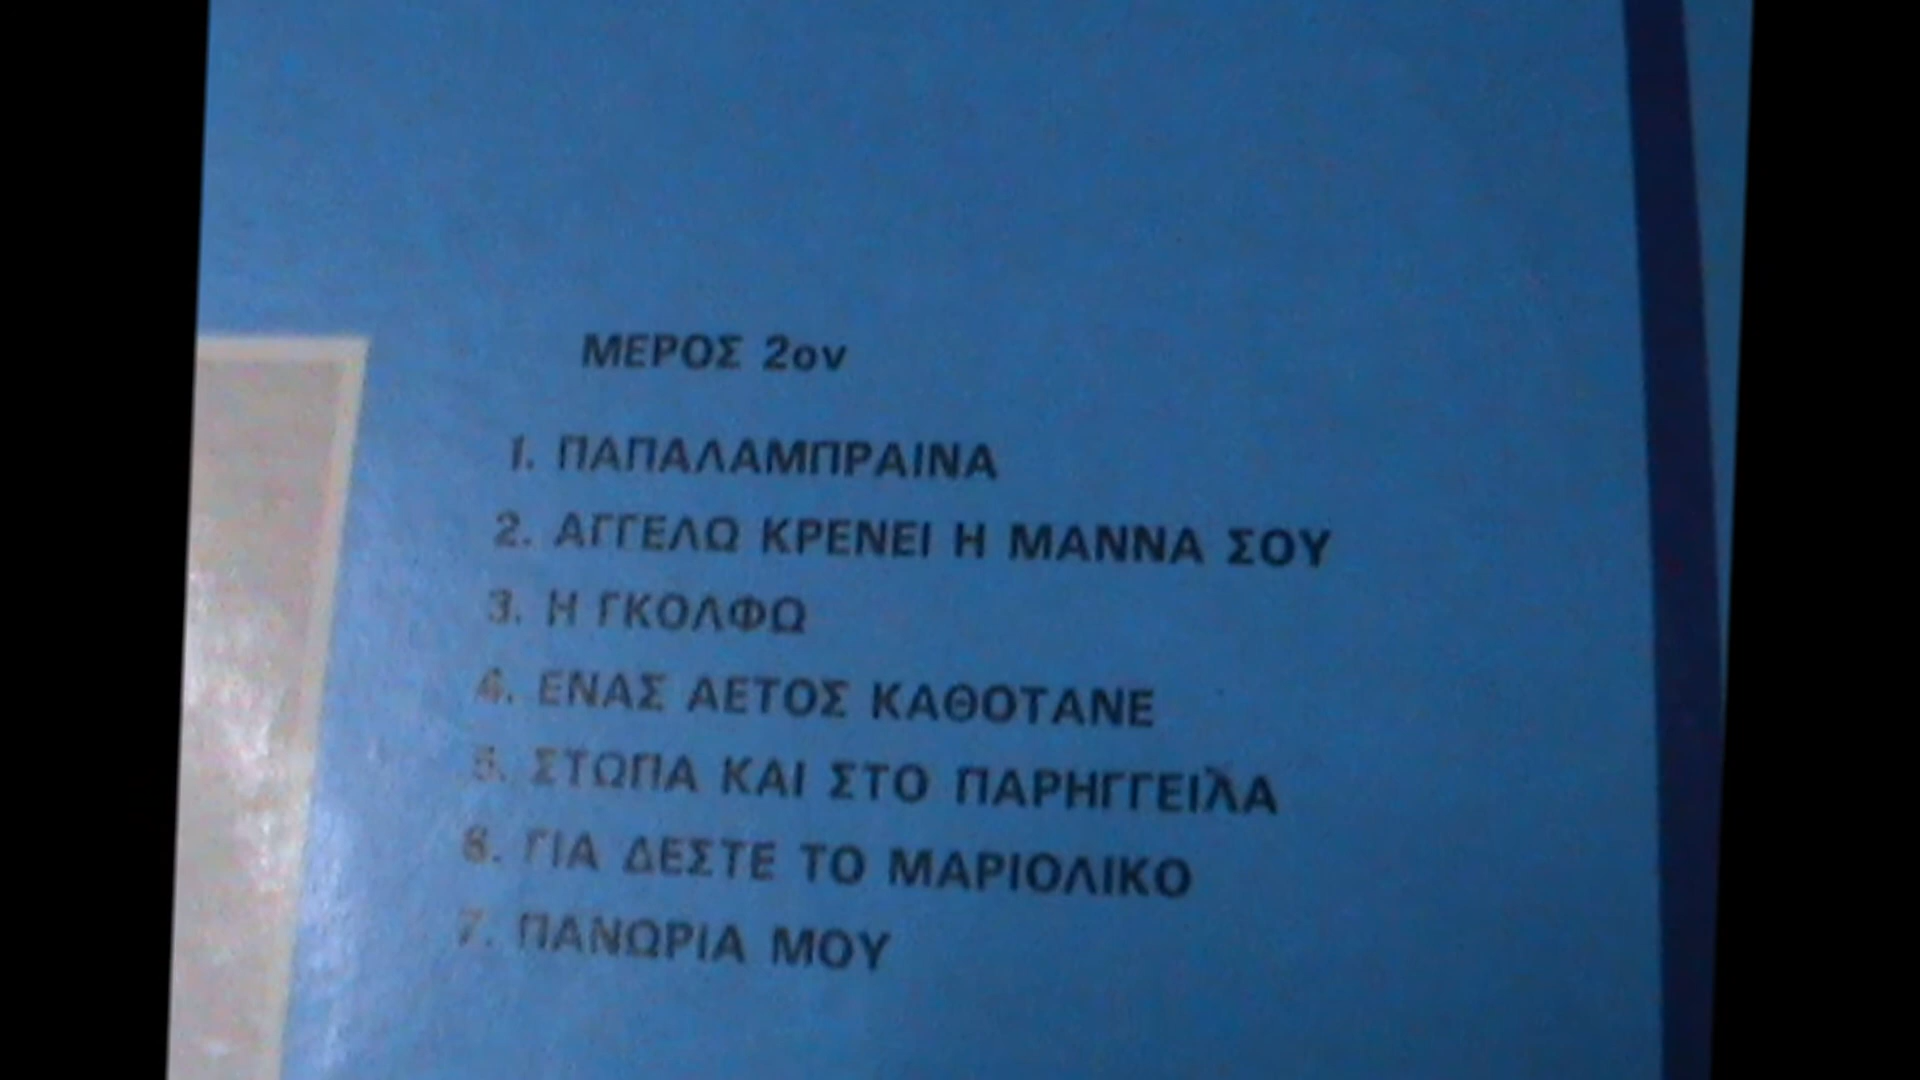 ΜΕΡΟΣ 2ον
1. ΠΑΠΑΛΑΜΠΡΑΙΝΑ
2. ΑΓΓΕΛΩ ΚΡΕΝΕΙ Η ΜΑΝΝΑ ΣΟΥ
3. Η ΓΚΟΛΦΩ
4. ΕΝΑΣ ΑΕΤΟΣ ΚΑΘΟΤΑΝΕ
5. ΣΤΩΠΑ ΚΑΙ ΣΤΟ ΠΑΡΗΓΓΕΙΛΑ
6. ΓΙΑ ΔΕΣΤΕ ΤΟ ΜΑΡΙΟΛΙΚΟ
7. ΠΑΝΩΡΙΑ ΜΟΥ